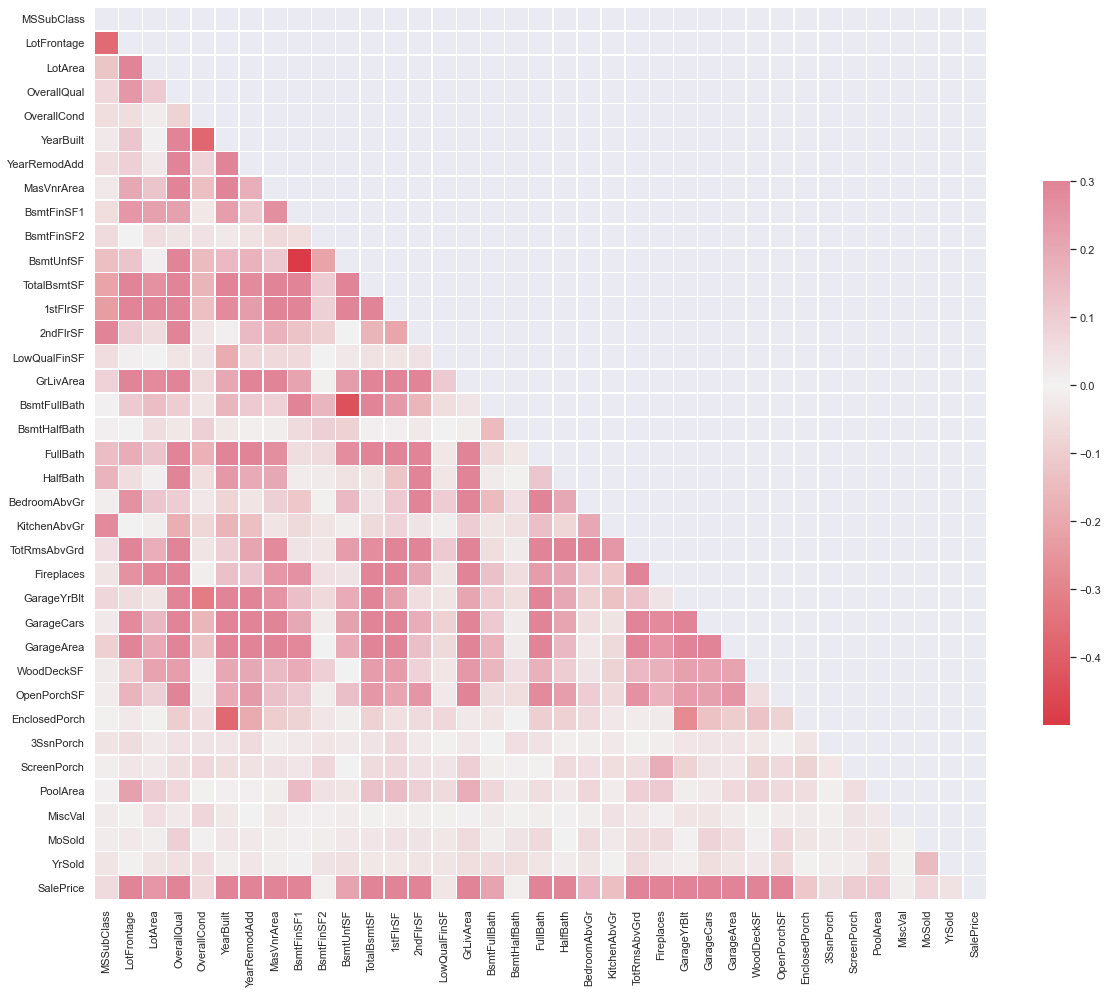 MSSubClass
LotFrontage
LotArea
OverallQual
OverallCond
YearBuilt
YearRemodAdd
MasVnrArea
BsmtFinSF1
BsmtFinSF2
BsmtUnfSF
TotalBsmtSF
1stFlrSF
2ndFlrSF
LowQualFinSF
GrLivArea
BsmtFullBath
BsmtHalfBath
FullBath
HalfBath
BedroomAbvGr
KitchenAbvGr
TotRmsAbvGrd
Fireplaces
GarageYrBlt
GarageCars
GarageArea
WoodDeckSF
OpenPorchSF
EnclosedPorch
3SsnPorch
ScreenPorch
PoolArea
MiscVal
MoSold
YrSold
SalePrice
MSSubClass
LotFrontage
LotArea
OverallQual
OverallCond
YearBuilt
YearRemodAdd
MasVnrArea
BsmtFinSF1
BsmtFinSF2
BsmtUnfSF
TotalBsmtSF
1stFlrSF
2ndFlrSF
LowQualFinSF
GrLivArea
BsmtFullBath
BsmtHalfBath
FullBath
HalfBath
BedroomAbvGr
KitchenAbvGr
TotRmsAbvGrd
Fireplaces
GarageYrBlt
GarageCars
GarageArea
WoodDeckSF
OpenPorchSF
EnclosedPorch
3SsnPorch
ScreenPorch
PoolArea
MiscVal
MoSold
YrSold
SalePrice
0.3
0.2
0.1
0.0
−0.1
−0.2
−0.3
−0.4